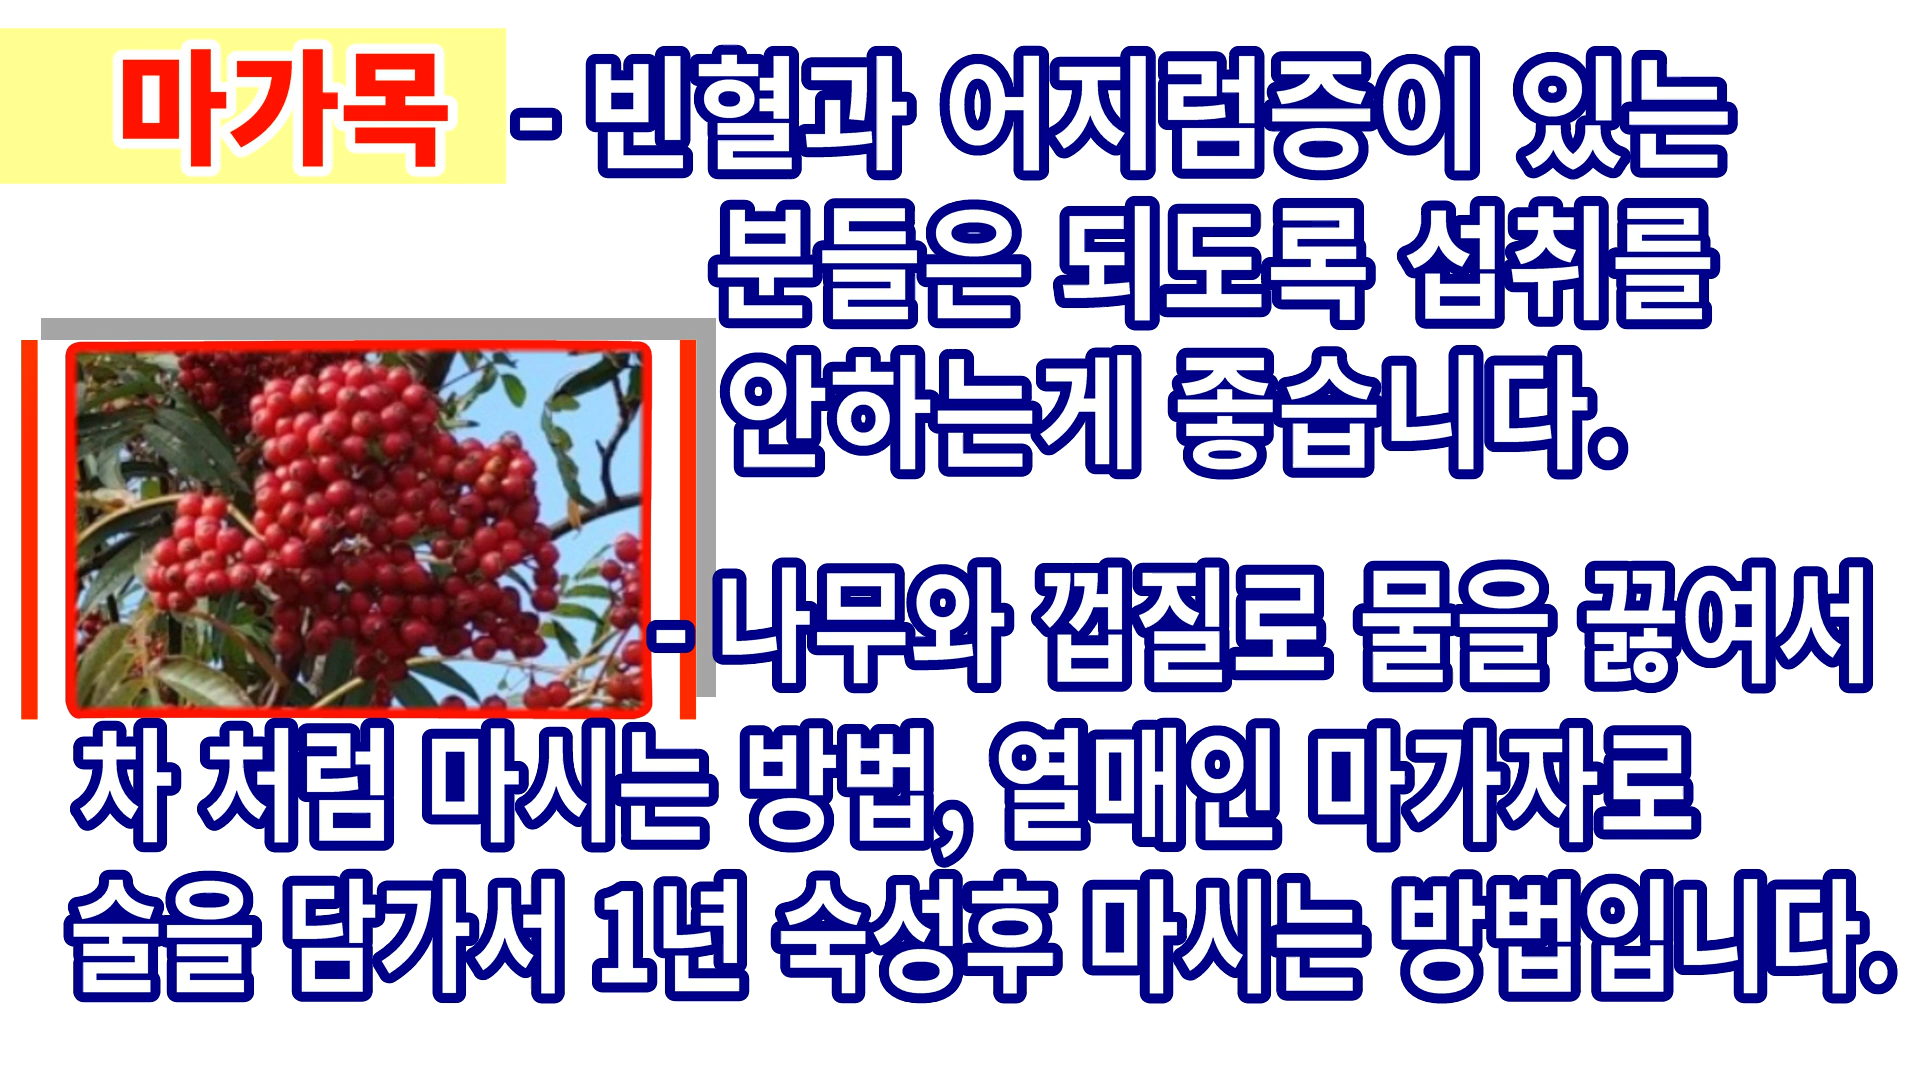 마가목 - 빈혈과 어지럼증이 있는
분들은 되도록 섭취를
안하는게 좋습니다.
- 나무와 껍질로 물을 끓여서
차 처럼 마시는 방법, 열매인 마가자로
술을 담가서 1년 숙성후 마시는 방법입니다.